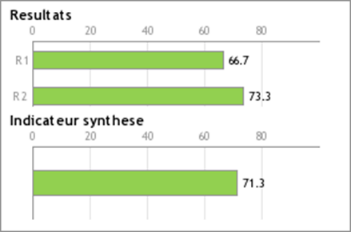 Resultats
0 20 40 60 80
R1 66.7
R2 73.3
Indicateur synthese
0 20 40 60 80
71.3